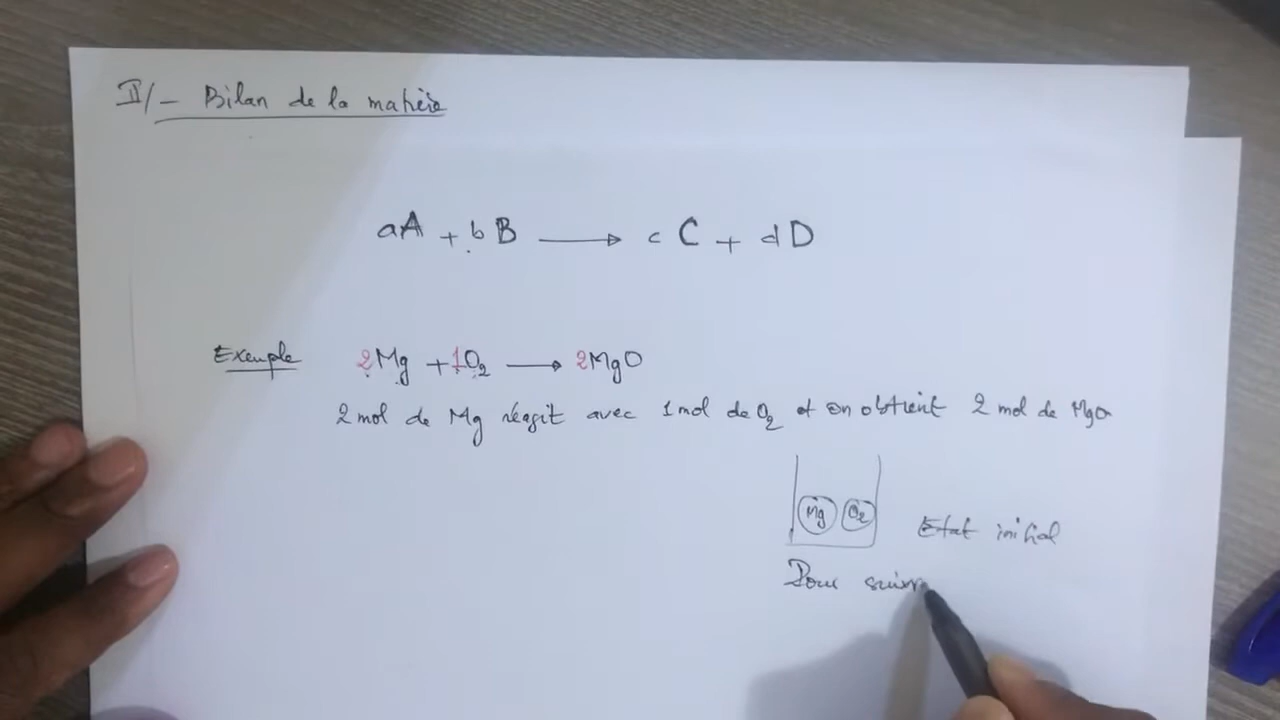 II/- Bilan de la matière
aA + bB → cC + dD
Exemple 2Mg + 1O₂ → 2MgO
2 mol de Mg réagit avec 1 mol de O₂ et on obtient 2 mol de MgO
Mg O₂ Etat initial
Pour suivr